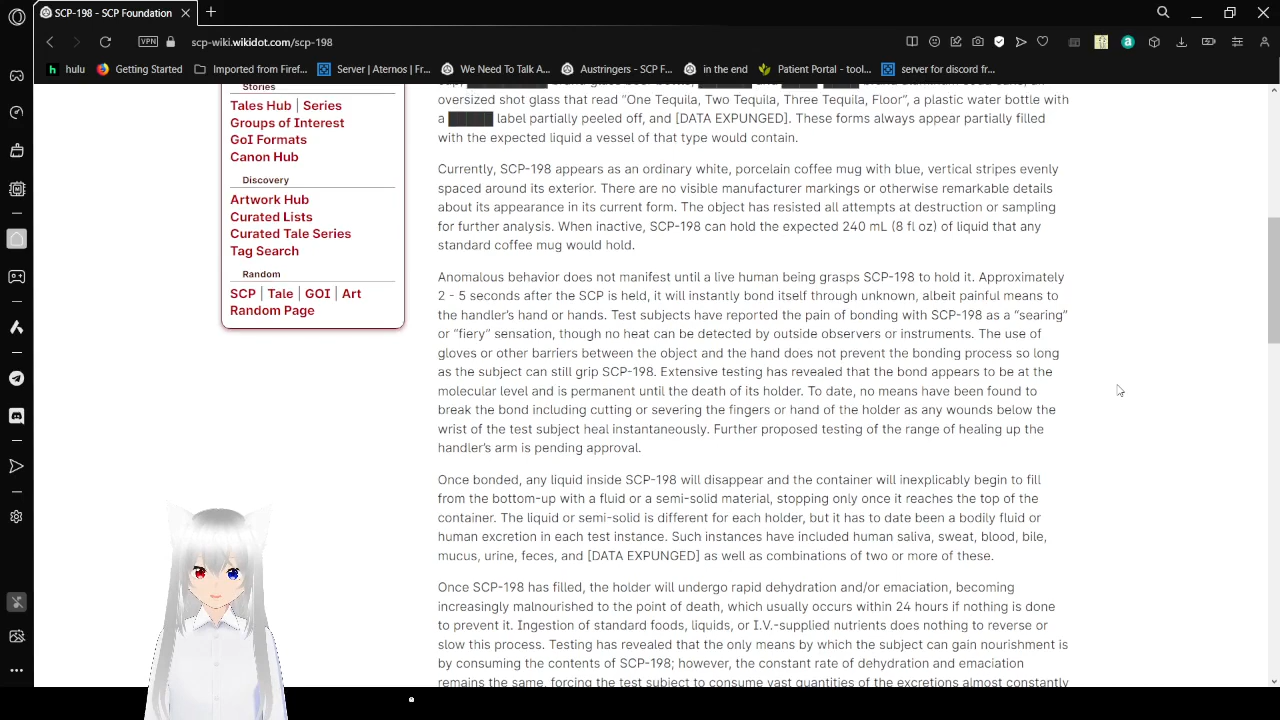 SCP-198 - SCP Foundation
VPN
scp-wiki.wikidot.com/scp-198
hulu
Getting Started
Imported from Firef...
Server | Aternos | Fr...
We Need To Talk A...
Austringers - SCP F...
in the end
Patient Portal - tool...
server for discord fr...
Stories
Tales Hub | Series
Groups of Interest
GoI Formats
Canon Hub
Discovery
Artwork Hub
Curated Lists
Curated Tale Series
Tag Search
Random
SCP | Tale | GOI | Art
Random Page
oversized shot glass that read “One Tequila, Two Tequila, Three Tequila, Floor”, a plastic water bottle with
a █████ label partially peeled off, and [DATA EXPUNGED]. These forms always appear partially filled
with the expected liquid a vessel of that type would contain.
Currently, SCP-198 appears as an ordinary white, porcelain coffee mug with blue, vertical stripes evenly
spaced around its exterior. There are no visible manufacturer markings or otherwise remarkable details
about its appearance in its current form. The object has resisted all attempts at destruction or sampling
for further analysis. When inactive, SCP-198 can hold the expected 240 mL (8 fl oz) of liquid that any
standard coffee mug would hold.
Anomalous behavior does not manifest until a live human being grasps SCP-198 to hold it. Approximately
2 - 5 seconds after the SCP is held, it will instantly bond itself through unknown, albeit painful means to
the handler’s hand or hands. Test subjects have reported the pain of bonding with SCP-198 as a “searing”
or “fiery” sensation, though no heat can be detected by outside observers or instruments. The use of
gloves or other barriers between the object and the hand does not prevent the bonding process so long
as the subject can still grip SCP-198. Extensive testing has revealed that the bond appears to be at the
molecular level and is permanent until the death of its holder. To date, no means have been found to
break the bond including cutting or severing the fingers or hand of the holder as any wounds below the
wrist of the test subject heal instantaneously. Further proposed testing of the range of healing up the
handler’s arm is pending approval.
Once bonded, any liquid inside SCP-198 will disappear and the container will inexplicably begin to fill
from the bottom-up with a fluid or a semi-solid material, stopping only once it reaches the top of the
container. The liquid or semi-solid is different for each holder, but it has to date been a bodily fluid or
human excretion in each test instance. Such instances have included human saliva, sweat, blood, bile,
mucus, urine, feces, and [DATA EXPUNGED] as well as combinations of two or more of these.
Once SCP-198 has filled, the holder will undergo rapid dehydration and/or emaciation, becoming
increasingly malnourished to the point of death, which usually occurs within 24 hours if nothing is done
to prevent it. Ingestion of standard foods, liquids, or I.V.-supplied nutrients does nothing to reverse or
slow this process. Testing has revealed that the only means by which the subject can gain nourishment is
by consuming the contents of SCP-198; however, the constant rate of dehydration and emaciation
remains the same, forcing the test subject to consume vast quantities of the excretions almost constantly